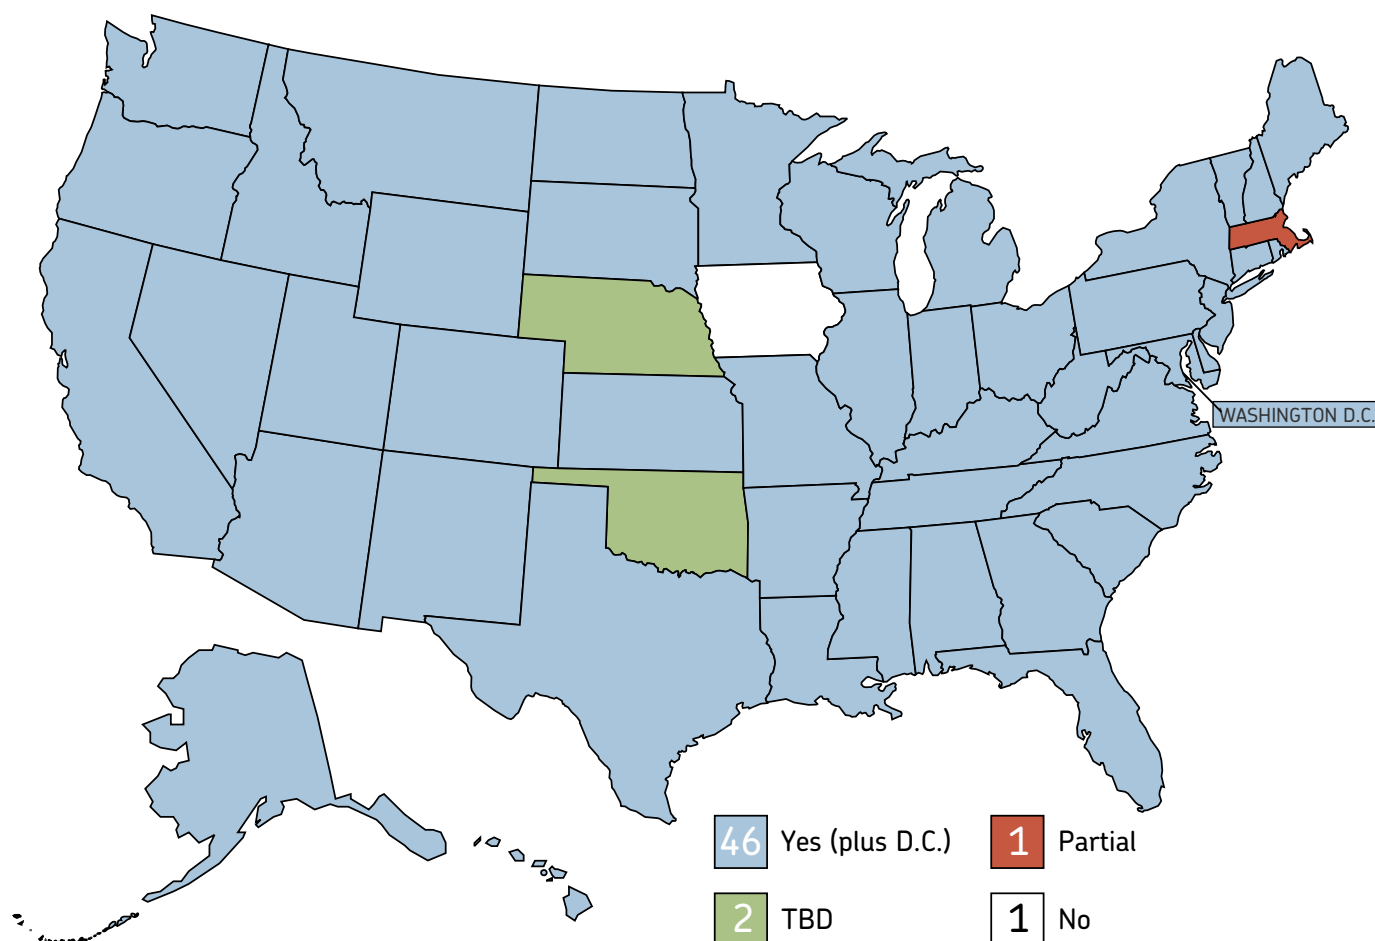 WASHINGTON D.C.
46 Yes (plus D.C.)
1 Partial
2 TBD
1 No